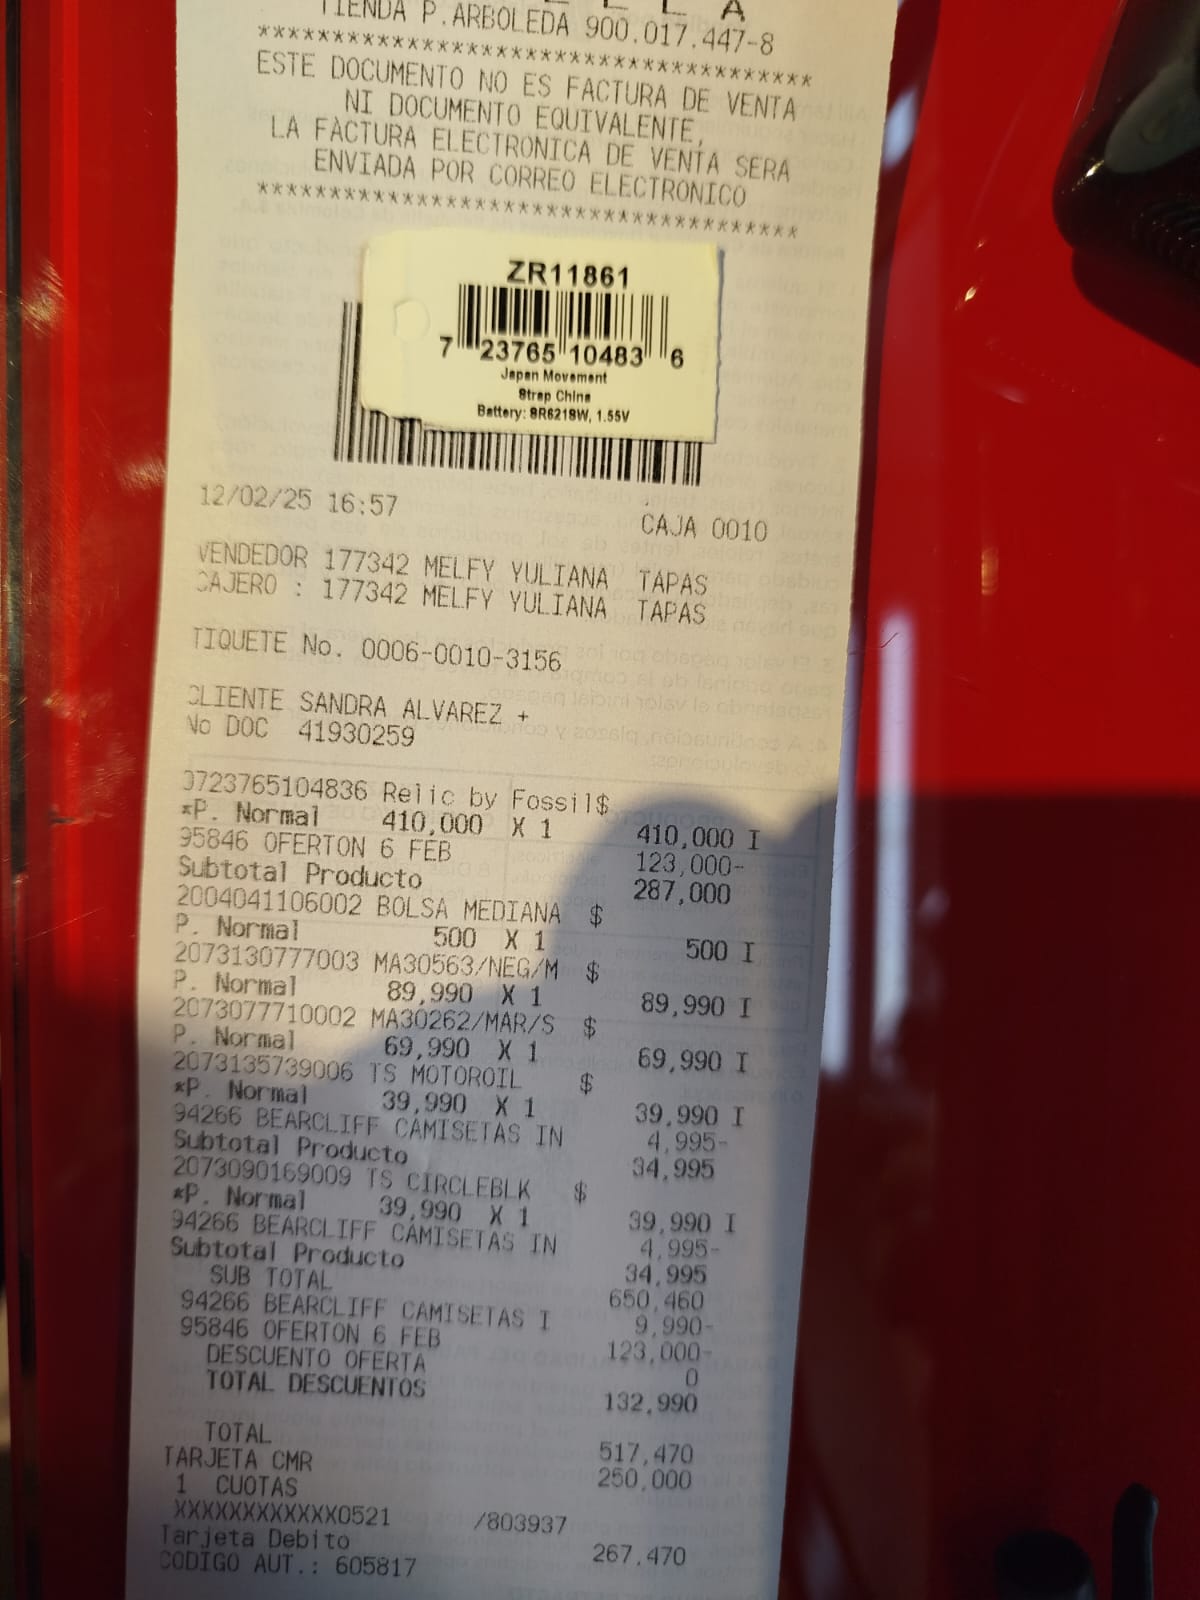 TIENDA P.ARBOLEDA 900.017.447-8
****************************************
ESTE DOCUMENTO NO ES FACTURA DE VENTA
NI DOCUMENTO EQUIVALENTE,
LA FACTURA ELECTRONICA DE VENTA SERA
ENVIADA POR CORREO ELECTRONICO
****************************************
ZR11861
7 23765 10483 6
Japan Movement
Strap China
Battery: SR621SW, 1.55V
12/02/25 16:57 CAJA 0010
VENDEDOR 177342 MELFY YULIANA TAPAS
CAJERO : 177342 MELFY YULIANA TAPAS
TIQUETE No. 0006-0010-3156
CLIENTE SANDRA ALVAREZ +
No DOC 41930259
0723765104836 Relic by Fossil$
*P. Normal 410,000 X 1 410,000 I
95846 OFERTON 6 FEB 123,000-
Subtotal Producto 287,000
2004041106002 BOLSA MEDIANA $
P. Normal 500 X 1 500 I
2073130777003 MA30563/NEG/M $
P. Normal 89,990 X 1 89,990 I
2073077710002 MA30262/MAR/S $
P. Normal 69,990 X 1 69,990 I
2073135739006 TS MOTOROIL $
*P. Normal 39,990 X 1 39,990 I
94266 BEARCLIFF CAMISETAS IN 4,995-
Subtotal Producto 34,995
2073090169009 TS CIRCLEBLK $
*P. Normal 39,990 X 1 39,990 I
94266 BEARCLIFF CAMISETAS IN 4,995-
Subtotal Producto 34,995
SUB TOTAL 650,460
94266 BEARCLIFF CAMISETAS I 9,990-
95846 OFERTON 6 FEB 123,000-
DESCUENTO OFERTA 0
TOTAL DESCUENTOS 132,990
TOTAL 517,470
TARJETA CMR 250,000
1 CUOTAS
XXXXXXXXXXXX0521 /803937
Tarjeta Debito 267,470
CODIGO AUT.: 605817